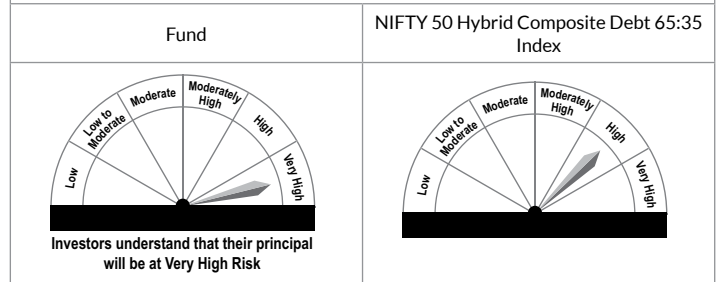 Fund
NIFTY 50 Hybrid Composite Debt 65:35
Index
Low
Low to
Moderate
Moderate
Moderately
High
High
Very High
Investors understand that their principal
will be at Very High Risk
Low
Low to
Moderate
Moderate
Moderately
High
High
Very High